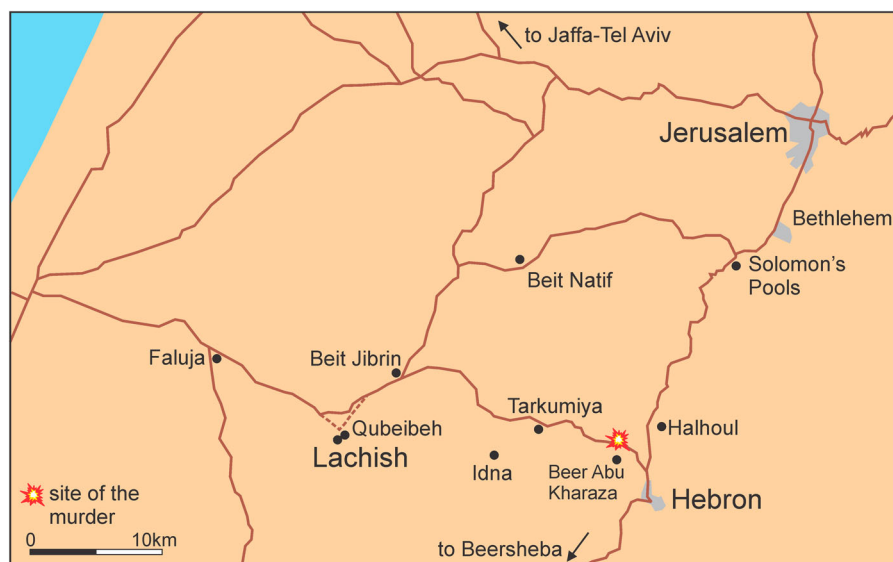 to Jaffa-Tel Aviv
Jerusalem
Bethlehem
Solomon's
Pools
Beit Natif
Faluja
Beit Jibrin
Tarkumiya
Halhoul
Qubeibeh
Lachish
Idna
Beer Abu
Kharaza
Hebron
site of the
murder
0
10km
to Beersheba